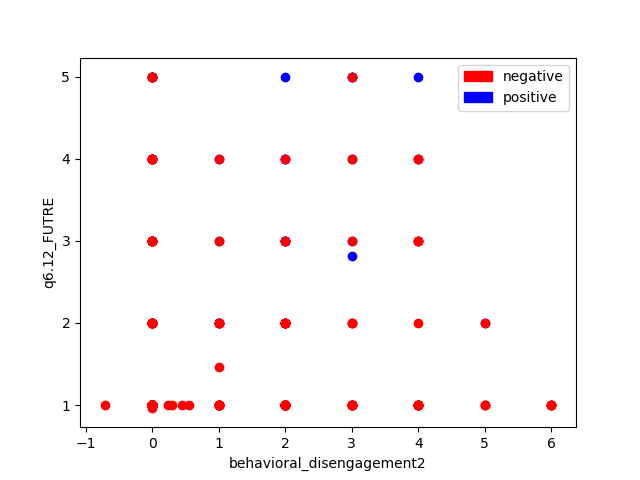 negative
positive
5
4
3
2
1
q6.12_FUTRE
−1 0 1 2 3 4 5 6
behavioral_disengagement2